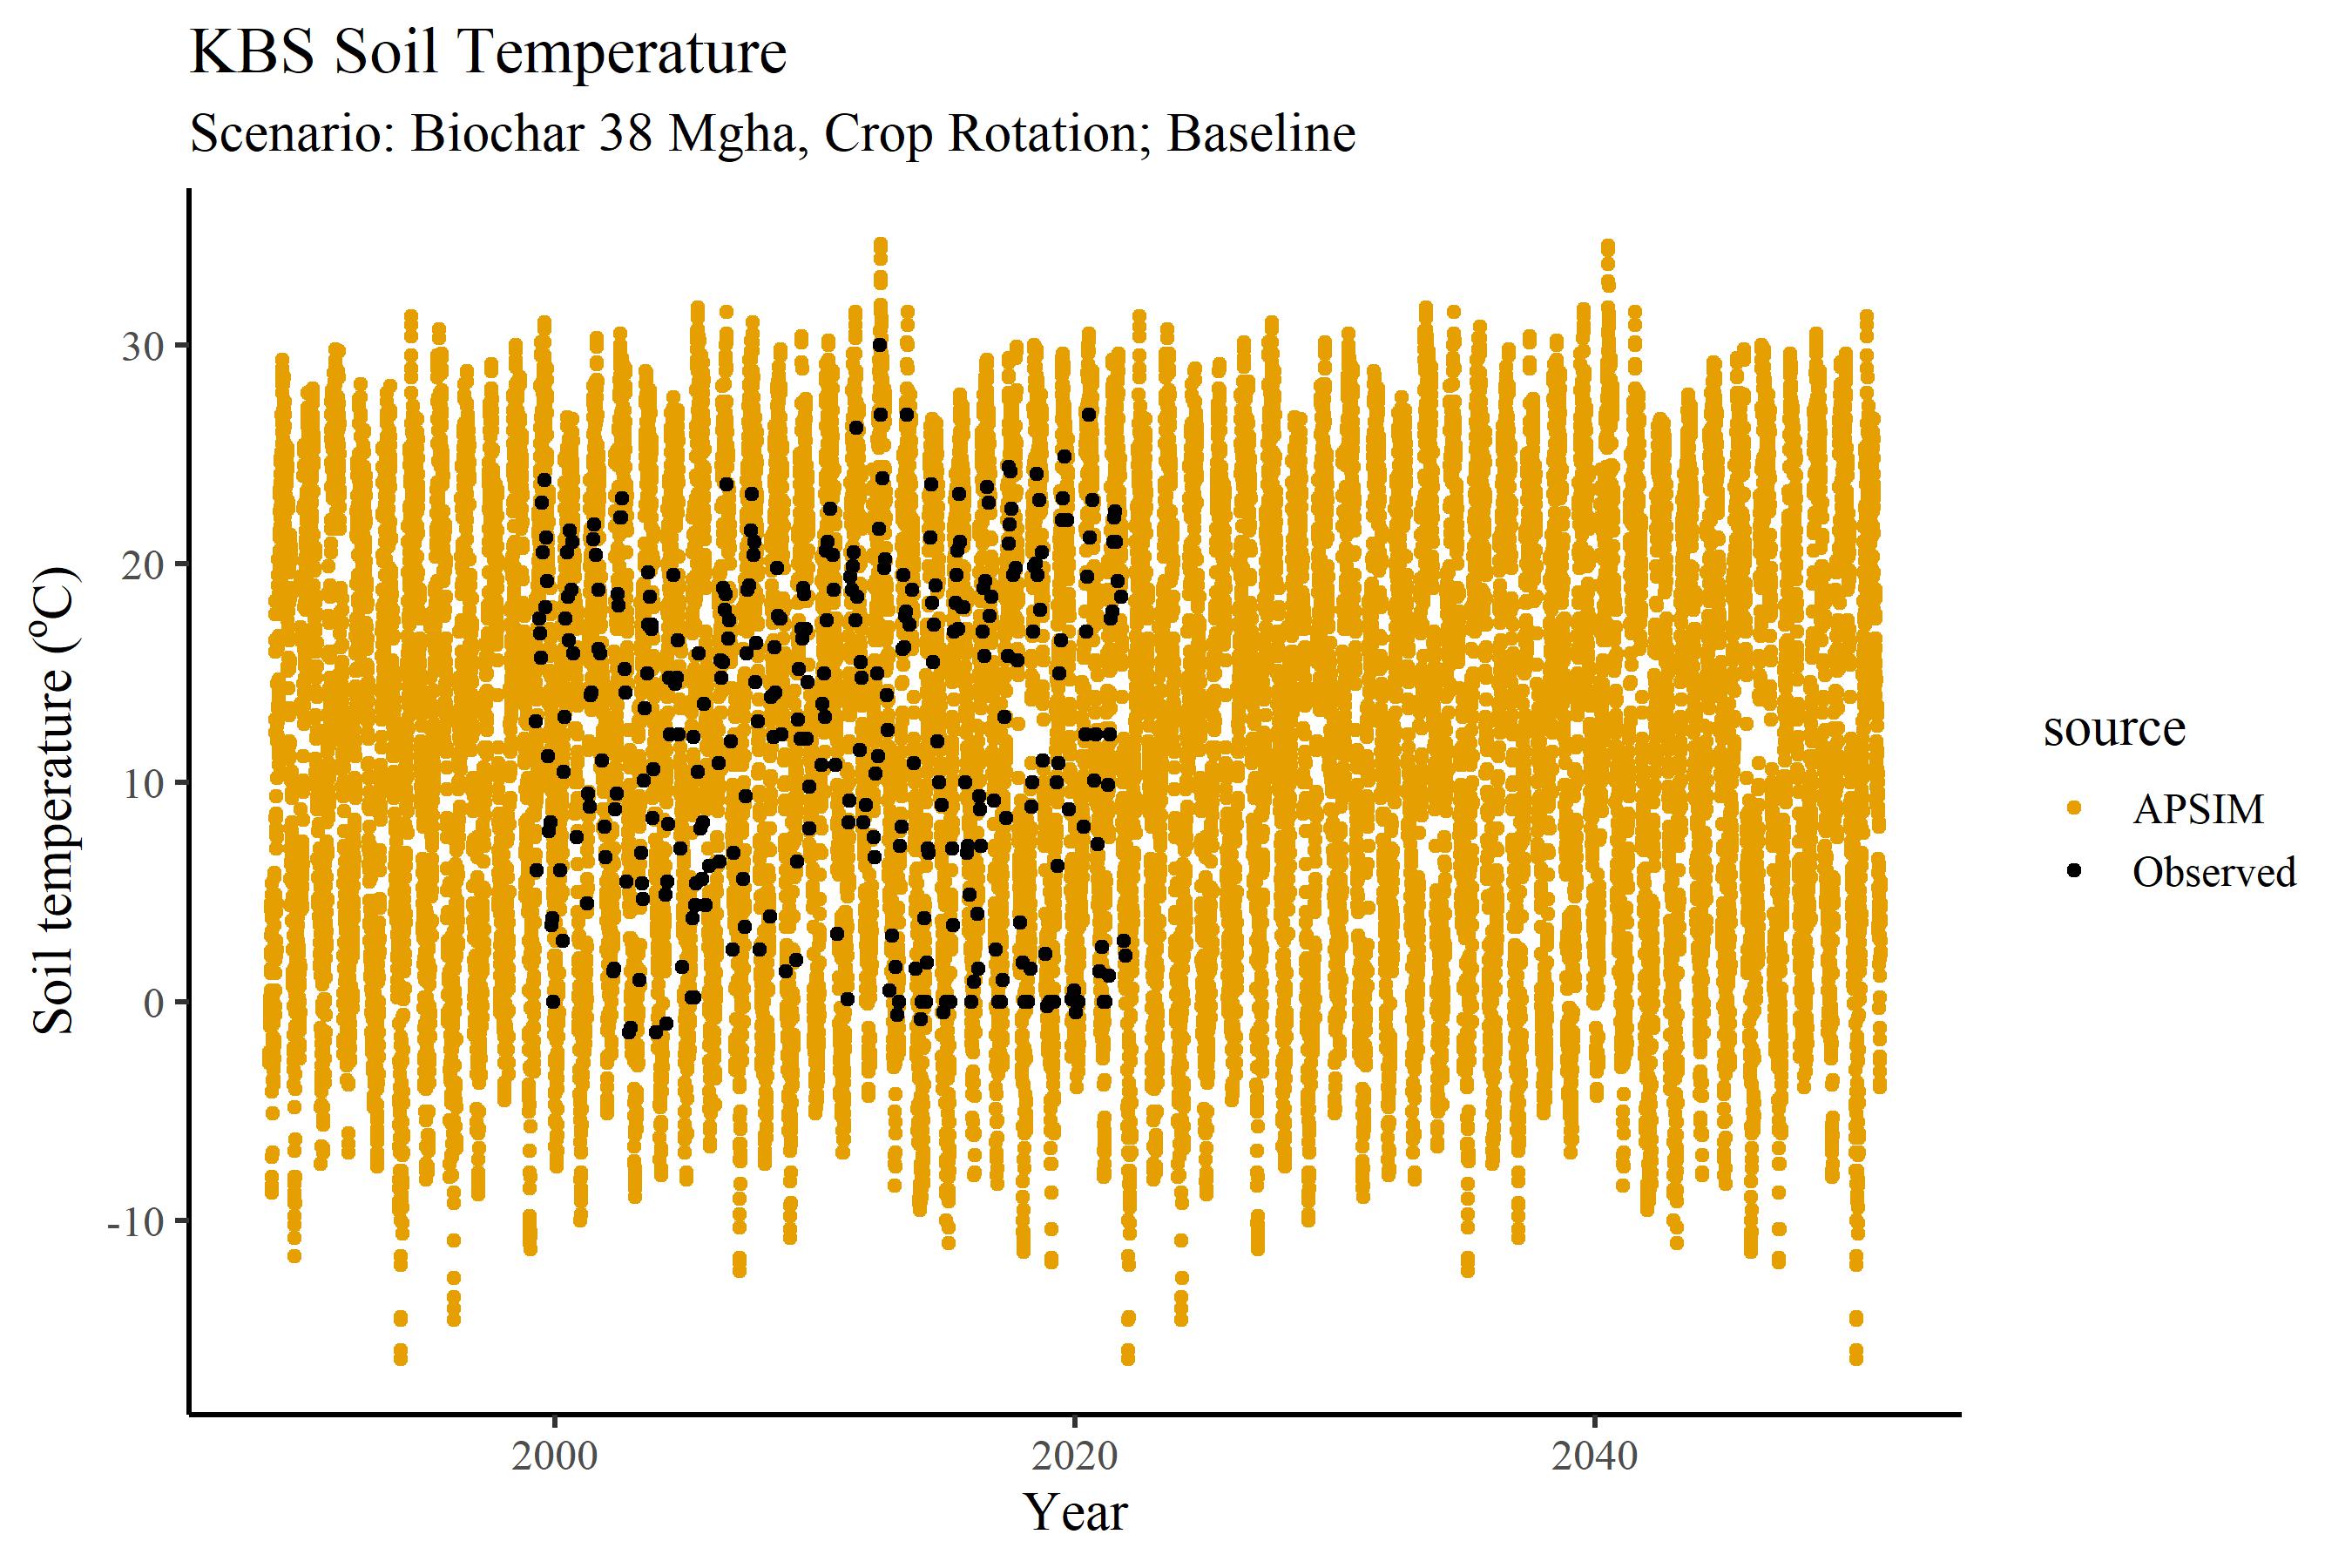 KBS Soil Temperature
Scenario: Biochar 38 Mgha, Crop Rotation; Baseline
Soil temperature (ºC)
30
20
10
0
-10
2000
2020
2040
Year
source
APSIM
Observed